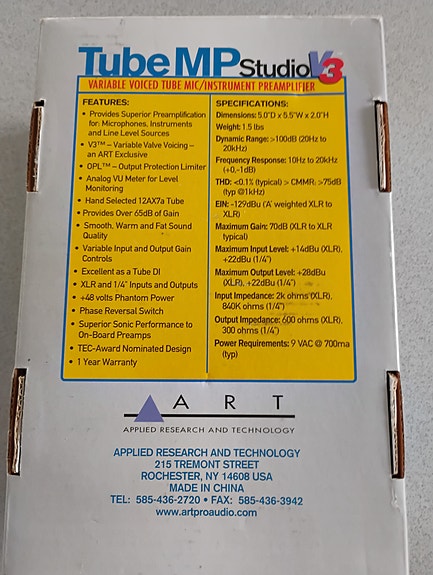 TubeMP Studio V3
VARIABLE VOICED TUBE MIC/INSTRUMENT PREAMPLIFIER
FEATURES:
• Provides Superior Preamplification
for: Microphones, Instruments
and Line Level Sources
• V3™ – Variable Valve Voicing –
an ART Exclusive
• OPL™ – Output Protection Limiter
• Analog VU Meter for Level
Monitoring
• Hand Selected 12AX7a Tube
• Provides Over 65dB of Gain
• Smooth, Warm and Fat Sound
Quality
• Variable Input and Output Gain
Controls
• Excellent as a Tube DI
• XLR and 1/4" Inputs and Outputs
• +48 volts Phantom Power
• Phase Reversal Switch
• Superior Sonic Performance to
On-Board Preamps
• TEC-Award Nominated Design
• 1 Year Warranty
SPECIFICATIONS:
Dimensions: 5.0"D x 5.5"W x 2.0"H
Weight: 1.5 lbs
Dynamic Range: >100dB (20Hz to
20kHz)
Frequency Response: 10Hz to 20kHz
(+0,-1dB)
THD: <0.1% (typical) > CMMR: >75dB
(typ @1kHz)
EIN: -129dBu ('A' weighted XLR to
XLR)
Maximum Gain: 70dB (XLR to XLR
typical)
Maximum Input Level: +14dBu (XLR),
+22dBu (1/4")
Maximum Output Level: +28dBu
(XLR), +22dBu (1/4")
Input Impedance: 2k ohms (XLR),
840K ohms (1/4")
Output Impedance: 600 ohms (XLR),
300 ohms (1/4")
Power Requirements: 9 VAC @ 700ma
(typ)
ART
APPLIED RESEARCH AND TECHNOLOGY
APPLIED RESEARCH AND TECHNOLOGY
215 TREMONT STREET
ROCHESTER, NY 14608 USA
MADE IN CHINA
TEL: 585-436-2720 • FAX: 585-436-3942
www.artproaudio.com